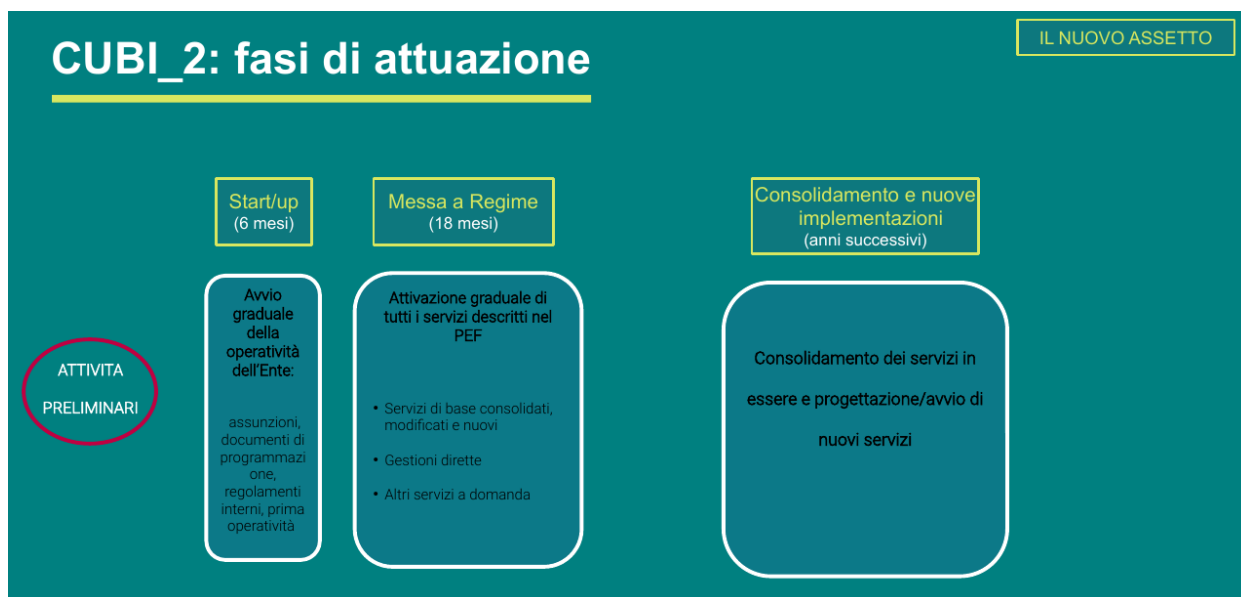 CUBI_2: fasi di attuazione
IL NUOVO ASSETTO
Start/up
(6 mesi)
Messa a Regime
(18 mesi)
Consolidamento e nuove
implementazioni
(anni successivi)
ATTIVITA
PRELIMINARI
Avvio
graduale
della
operatività
dell'Ente:
assunzioni,
documenti di
programmazi
one,
regolamenti
interni, prima
operatività
Attivazione graduale di
tutti i servizi descritti nel
PEF
• Servizi di base consolidati,
modificati e nuovi
• Gestioni dirette
• Altri servizi a domanda
Consolidamento dei servizi in
essere e progettazione/avvio di
nuovi servizi